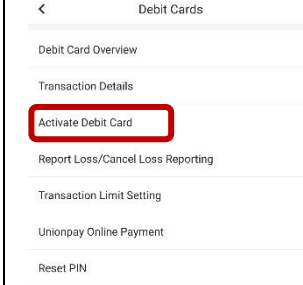 Debit Cards
Debit Card Overview
Transaction Details
Activate Debit Card
Report Loss/Cancel Loss Reporting
Transaction Limit Setting
Unionpay Online Payment
Reset PIN